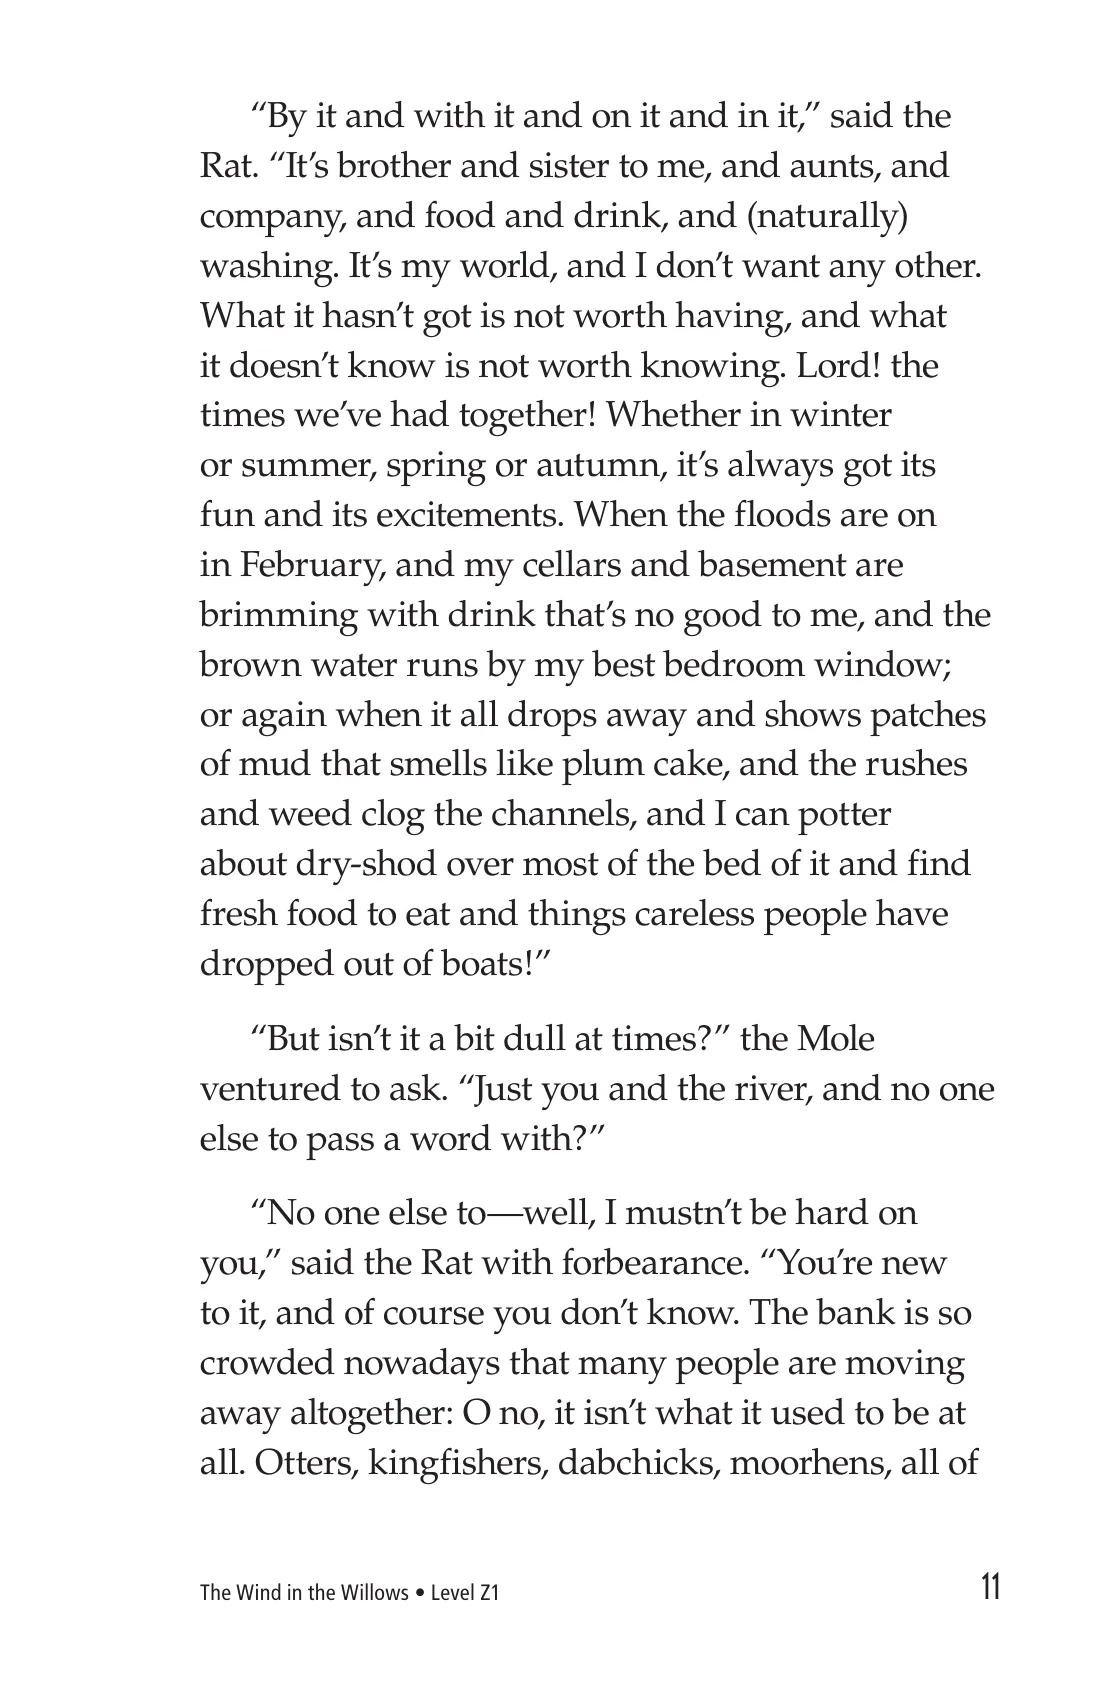 “By it and with it and on it and in it,” said the
Rat. “It’s brother and sister to me, and aunts, and
company, and food and drink, and (naturally)
washing. It’s my world, and I don’t want any other.
What it hasn’t got is not worth having, and what
it doesn’t know is not worth knowing. Lord! the
times we’ve had together! Whether in winter
or summer, spring or autumn, it’s always got its
fun and its excitements. When the floods are on
in February, and my cellars and basement are
brimming with drink that’s no good to me, and the
brown water runs by my best bedroom window;
or again when it all drops away and shows patches
of mud that smells like plum cake, and the rushes
and weed clog the channels, and I can potter
about dry-shod over most of the bed of it and find
fresh food to eat and things careless people have
dropped out of boats!”
“But isn’t it a bit dull at times?” the Mole
ventured to ask. “Just you and the river, and no one
else to pass a word with?”
“No one else to—well, I mustn’t be hard on
you,” said the Rat with forbearance. “You’re new
to it, and of course you don’t know. The bank is so
crowded nowadays that many people are moving
away altogether: O no, it isn’t what it used to be at
all. Otters, kingfishers, dabchicks, moorhens, all of
The Wind in the Willows • Level Z1
11